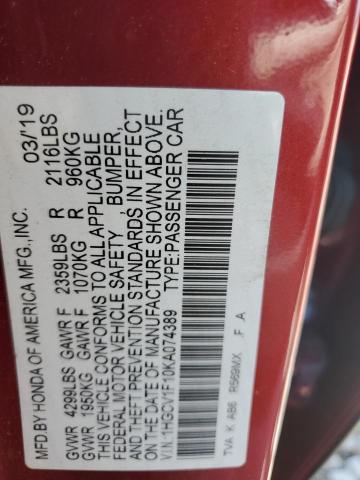 MFD. BY HONDA OF AMERICA MFG., INC. 03/'19
GVWR 4299LBS GAWR F 2359LBS R 2116LBS
GVWR 1950KG GAWR F 1070KG R 960KG
THIS VEHICLE CONFORMS TO ALL APPLICABLE
FEDERAL MOTOR VEHICLE SAFETY, BUMPER,
AND THEFT PREVENTION STANDARDS IN EFFECT
ON THE DATE OF MANUFACTURE SHOWN ABOVE.
V.I.N.:1HGCV1F10KA074389 TYPE:PASSENGER CAR
TVA K AB6 R569MX .F .A